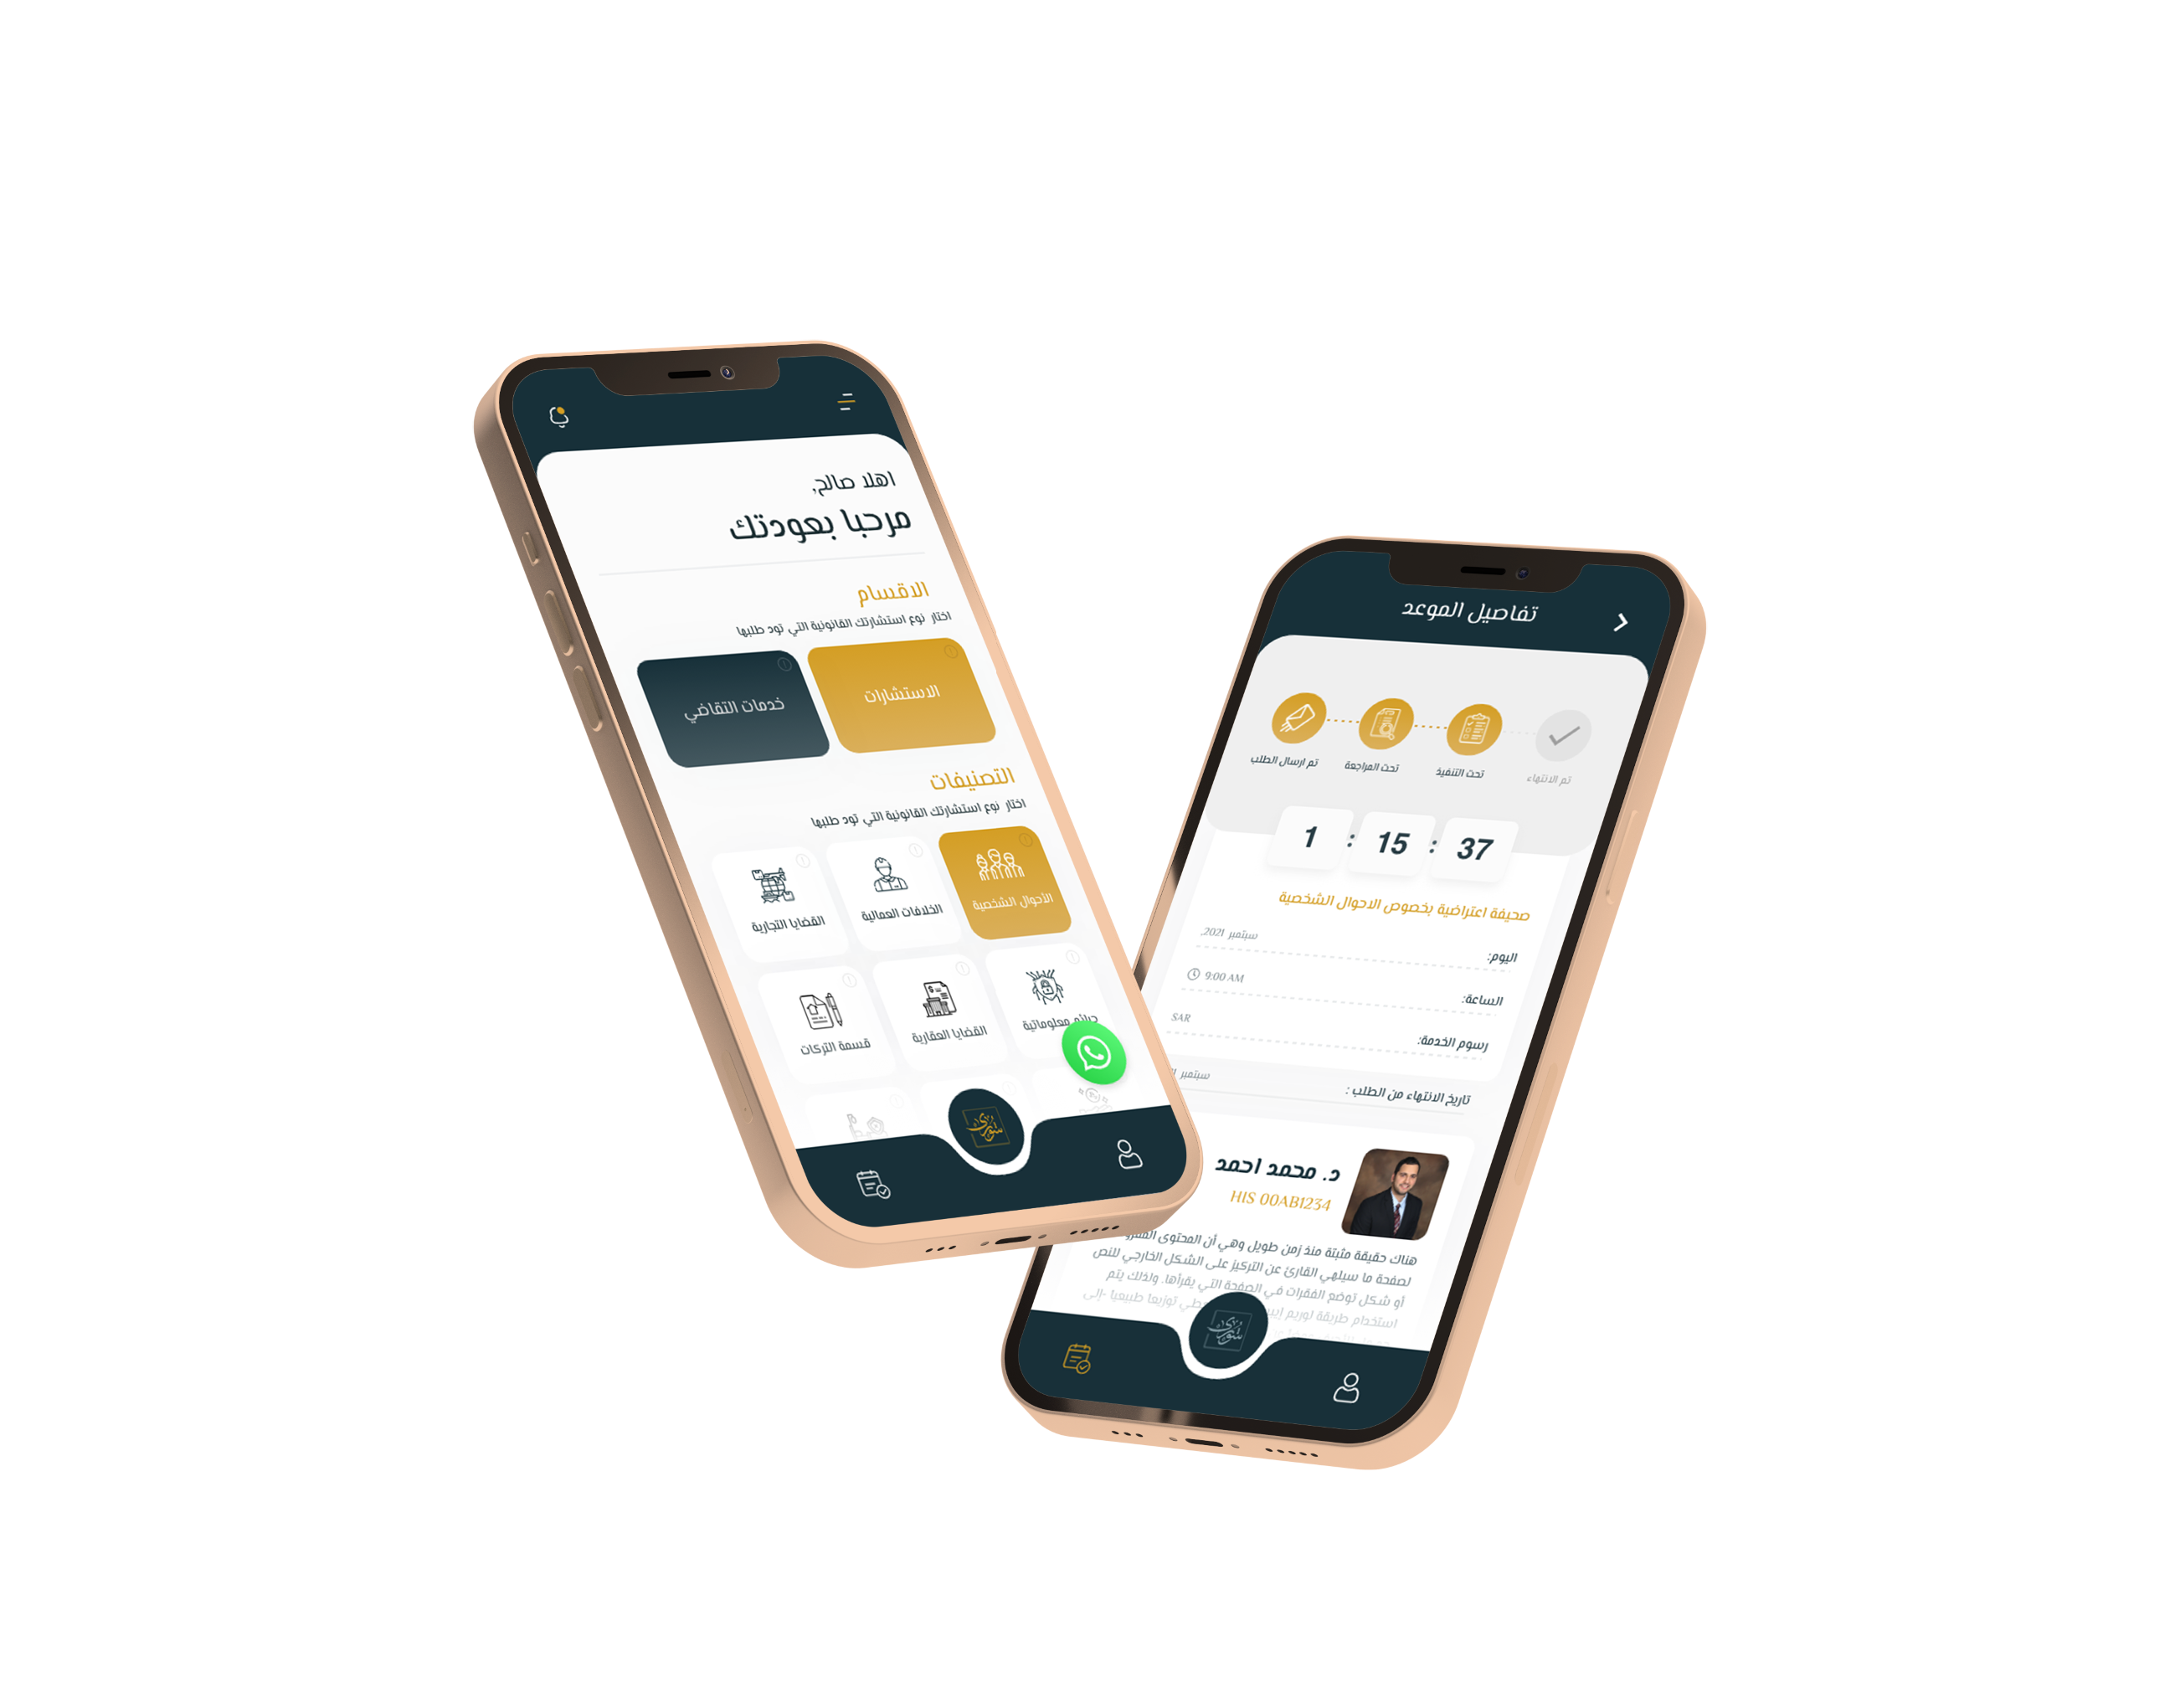 اهلا صالح,
مرحبا بعودتك
الاقسام
اختار نوع استشارتك القانونية التي تود طلبها
الاستشارات
خدمات التقاضي
التصنيفات
اختار نوع استشارتك القانونية التي تود طلبها
الأحوال الشخصية
الخلافات العمالية
القضايا التجارية
معلوماتية
القضايا العقارية
قسمة التركات
شورى
تفاصيل الموعد
تم ارسال الطلب
تحت المراجعة
تحت التنفيذ
تم الانتهاء
1 : 15 : 37
صحيفة اعتراضية بخصوص الاحوال الشخصية
اليوم: سبتمبر 2021,
الساعة: 9:00 AM
رسوم الخدمة: SAR
تاريخ الانتهاء من الطلب : سبتمبر
د. محمد احمد
HIS 00AB1234
هناك حقيقة مثبتة منذ زمن طويل وهي أن المحتوى
لصفحة ما سيلهي القارئ عن التركيز على الشكل الخارجي للنص
أو شكل توضع الفقرات في الصفحة التي يقرأها. ولذلك يتم
استخدام طريقة لوريم توزيعا طبيعيا -إلى
شورى